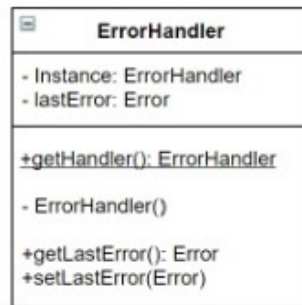 ErrorHandler
- Instance: ErrorHandler
- lastError: Error
+getHandler(): ErrorHandler
- ErrorHandler()
+getLastError(): Error
+setLastError(Error)